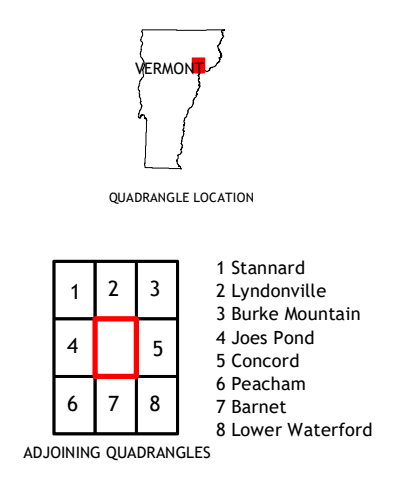 VERMONT
QUADRANGLE LOCATION
1 2 3
4 5
6 7 8
ADJOINING QUADRANGLES
1 Stannard
2 Lyndonville
3 Burke Mountain
4 Joes Pond
5 Concord
6 Peacham
7 Barnet
8 Lower Waterford